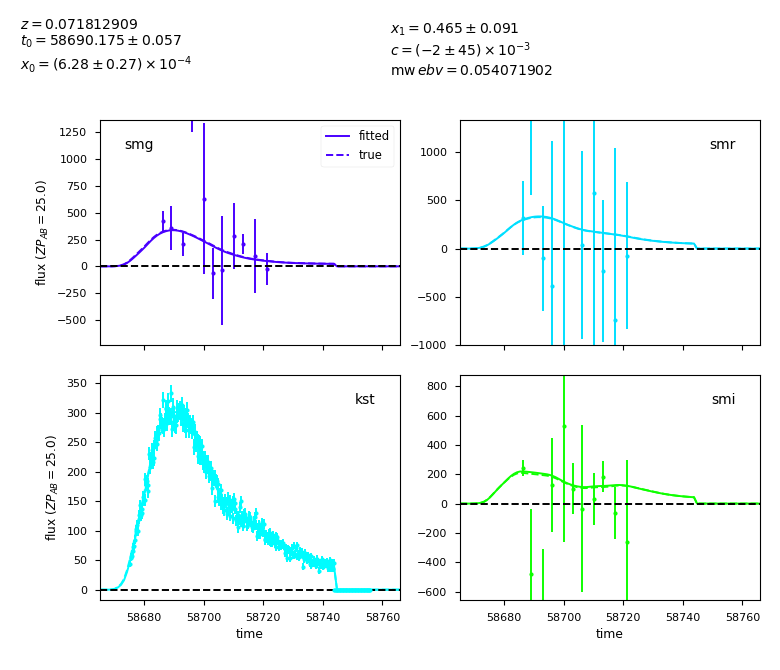 z = 0.071812909
t₀ = 58690.175 ± 0.057
x₀ = (6.28 ± 0.27) × 10⁻⁴
x₁ = 0.465 ± 0.091
c = (−2 ± 45) × 10⁻³
mw ebv = 0.054071902
smg
fitted
true
flux (ZP_AB = 25.0)
1250
1000
750
500
250
0
−250
−500
smr
1000
500
0
−500
−1000
kst
flux (ZP_AB = 25.0)
350
300
250
200
150
100
50
0
58680 58700 58720 58740 58760
time
smi
800
600
400
200
0
−200
−400
−600
58680 58700 58720 58740 58760
time